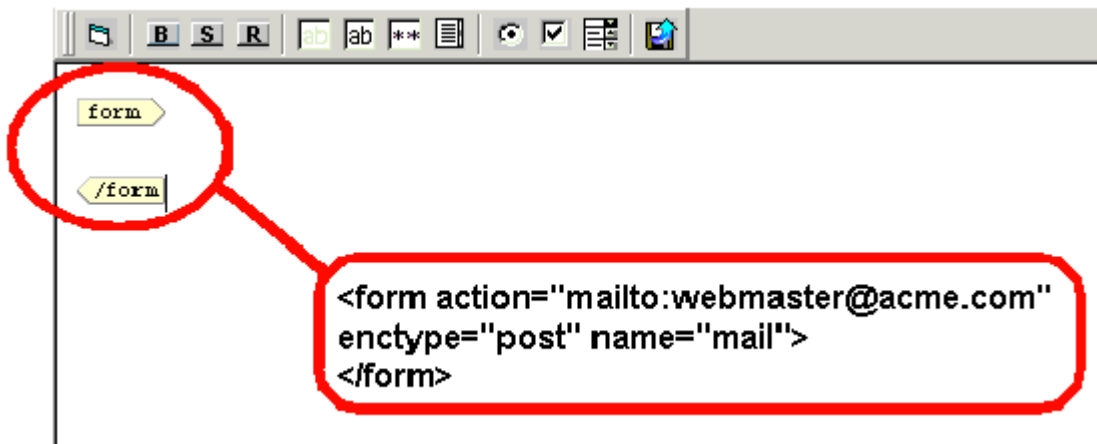 B S R ab ab **
form
/form
<form action="mailto:webmaster@acme.com"
enctype="post" name="mail">
</form>